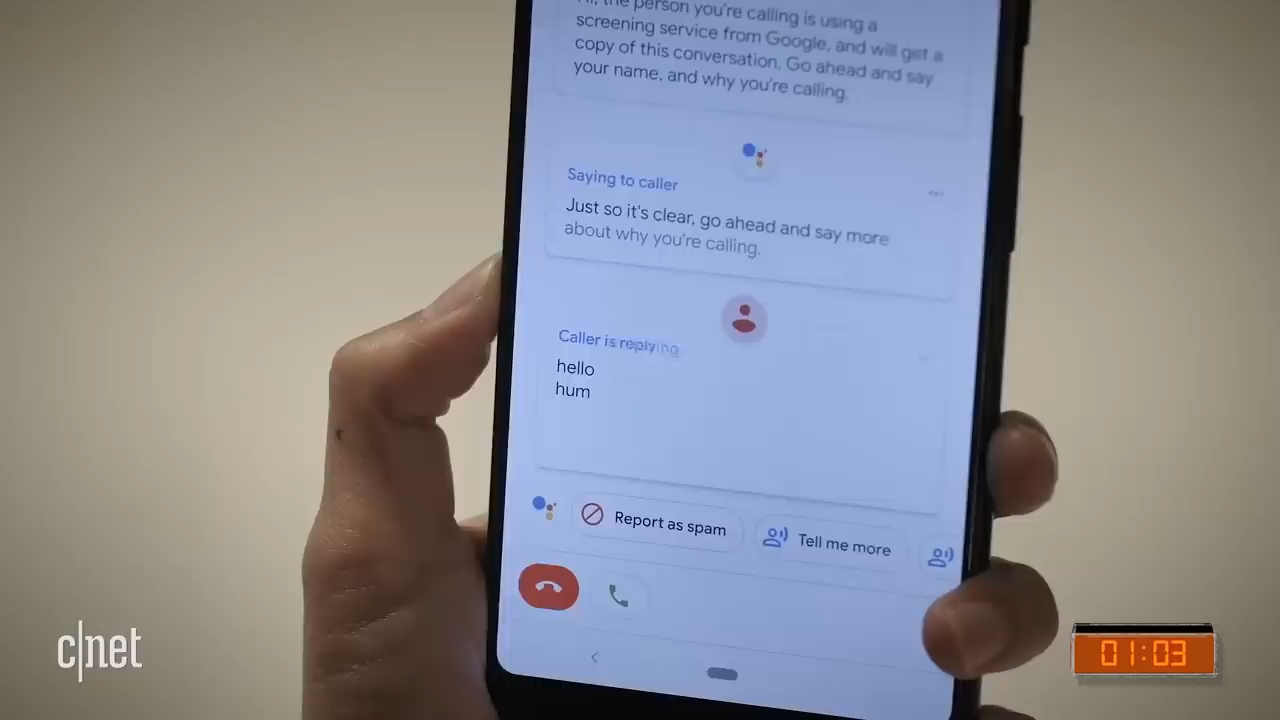 Hi, the person you're calling is using a
screening service from Google, and will get a
copy of this conversation. Go ahead and say
your name, and why you're calling.
Saying to caller
Just so it's clear, go ahead and say more
about why you're calling.
Caller is replying
hello
hum
Report as spam
Tell me more
c|net
01:03